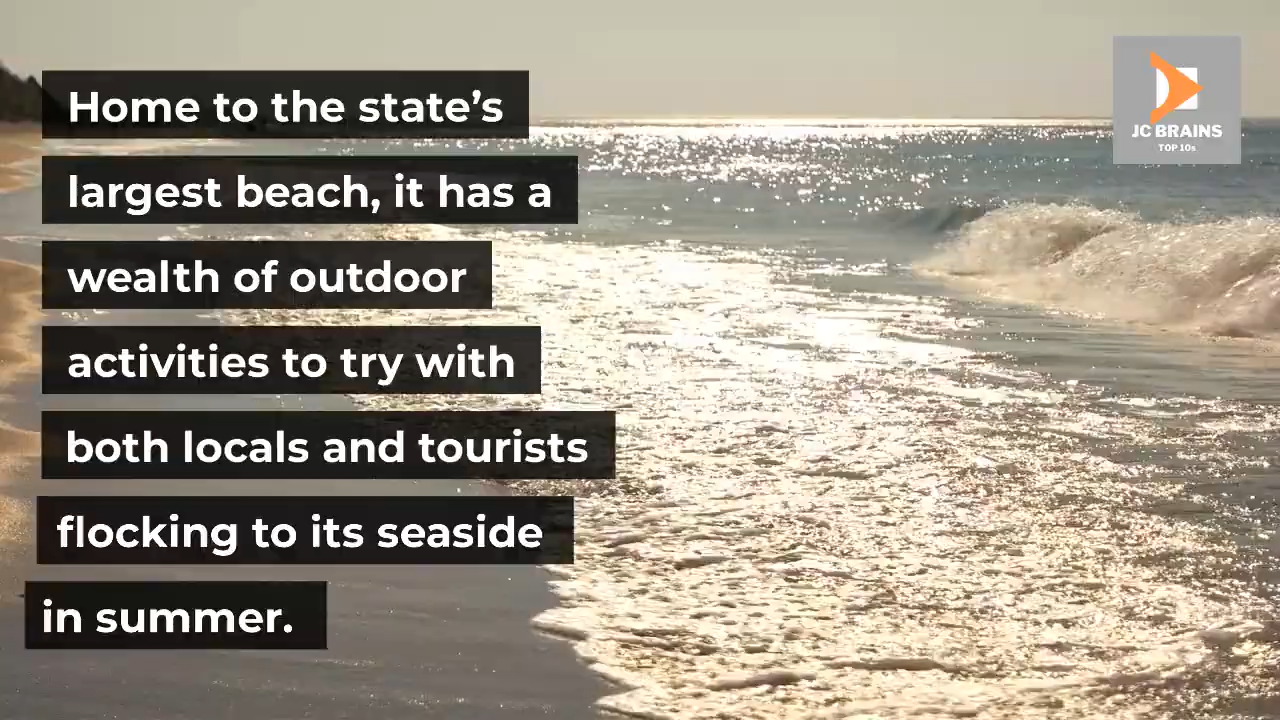 Home to the state’s
largest beach, it has a
wealth of outdoor
activities to try with
both locals and tourists
flocking to its seaside
in summer.
JC BRAINS
TOP 10s